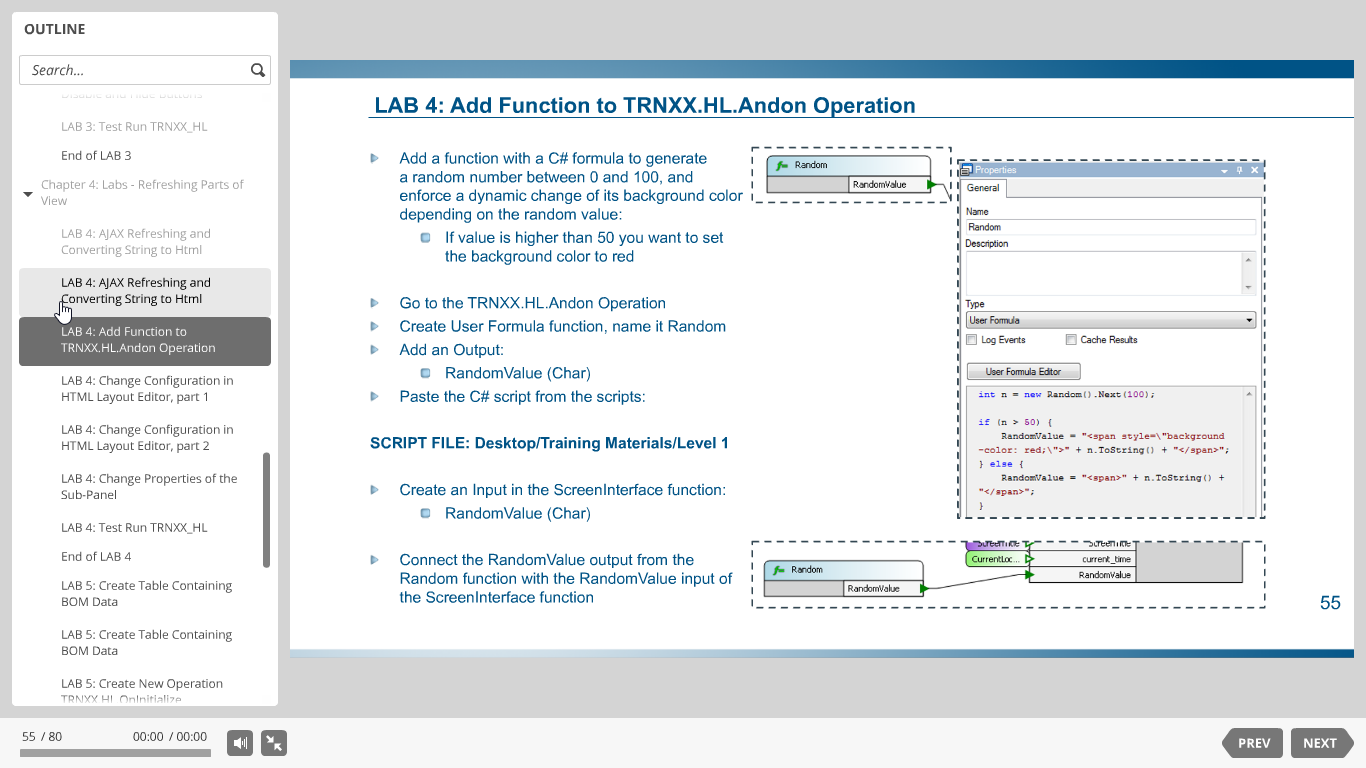 OUTLINE
Search...
Disable and Hide Buttons
LAB 3: Test Run TRNXX_HL
End of LAB 3
Chapter 4: Labs - Refreshing Parts of
View
LAB 4: AJAX Refreshing and
Converting String to Html
LAB 4: AJAX Refreshing and
Converting String to Html
LAB 4: Add Function to
TRNXX.HL.Andon Operation
LAB 4: Change Configuration in
HTML Layout Editor, part 1
LAB 4: Change Configuration in
HTML Layout Editor, part 2
LAB 4: Change Properties of the
Sub-Panel
LAB 4: Test Run TRNXX_HL
End of LAB 4
LAB 5: Create Table Containing
BOM Data
LAB 5: Create Table Containing
BOM Data
LAB 5: Create New Operation
TRNXX.HL.OnInitialize
LAB 4: Add Function to TRNXX.HL.Andon Operation
Add a function with a C# formula to generate
a random number between 0 and 100, and
enforce a dynamic change of its background color
depending on the random value:
If value is higher than 50 you want to set
the background color to red
Go to the TRNXX.HL.Andon Operation
Create User Formula function, name it Random
Add an Output:
RandomValue (Char)
Paste the C# script from the scripts:
SCRIPT FILE: Desktop/Training Materials/Level 1
Create an Input in the ScreenInterface function:
RandomValue (Char)
Connect the RandomValue output from the
Random function with the RandomValue input of
the ScreenInterface function
Random
RandomValue
Properties
General
Name
Random
Description
Type
User Formula
Log Events
Cache Results
User Formula Editor
int n = new Random().Next(100);
if (n > 50) {
RandomValue = "<span style=\"background
-color: red;\">" + n.ToString() + "</span>";
} else {
RandomValue = "<span>" + n.ToString() +
"</span>";
}
ScreenTitle
ScreenTitle
CurrentLoc...
current_time
RandomValue
Random
RandomValue
55
55 / 80
00:00 / 00:00
PREV
NEXT